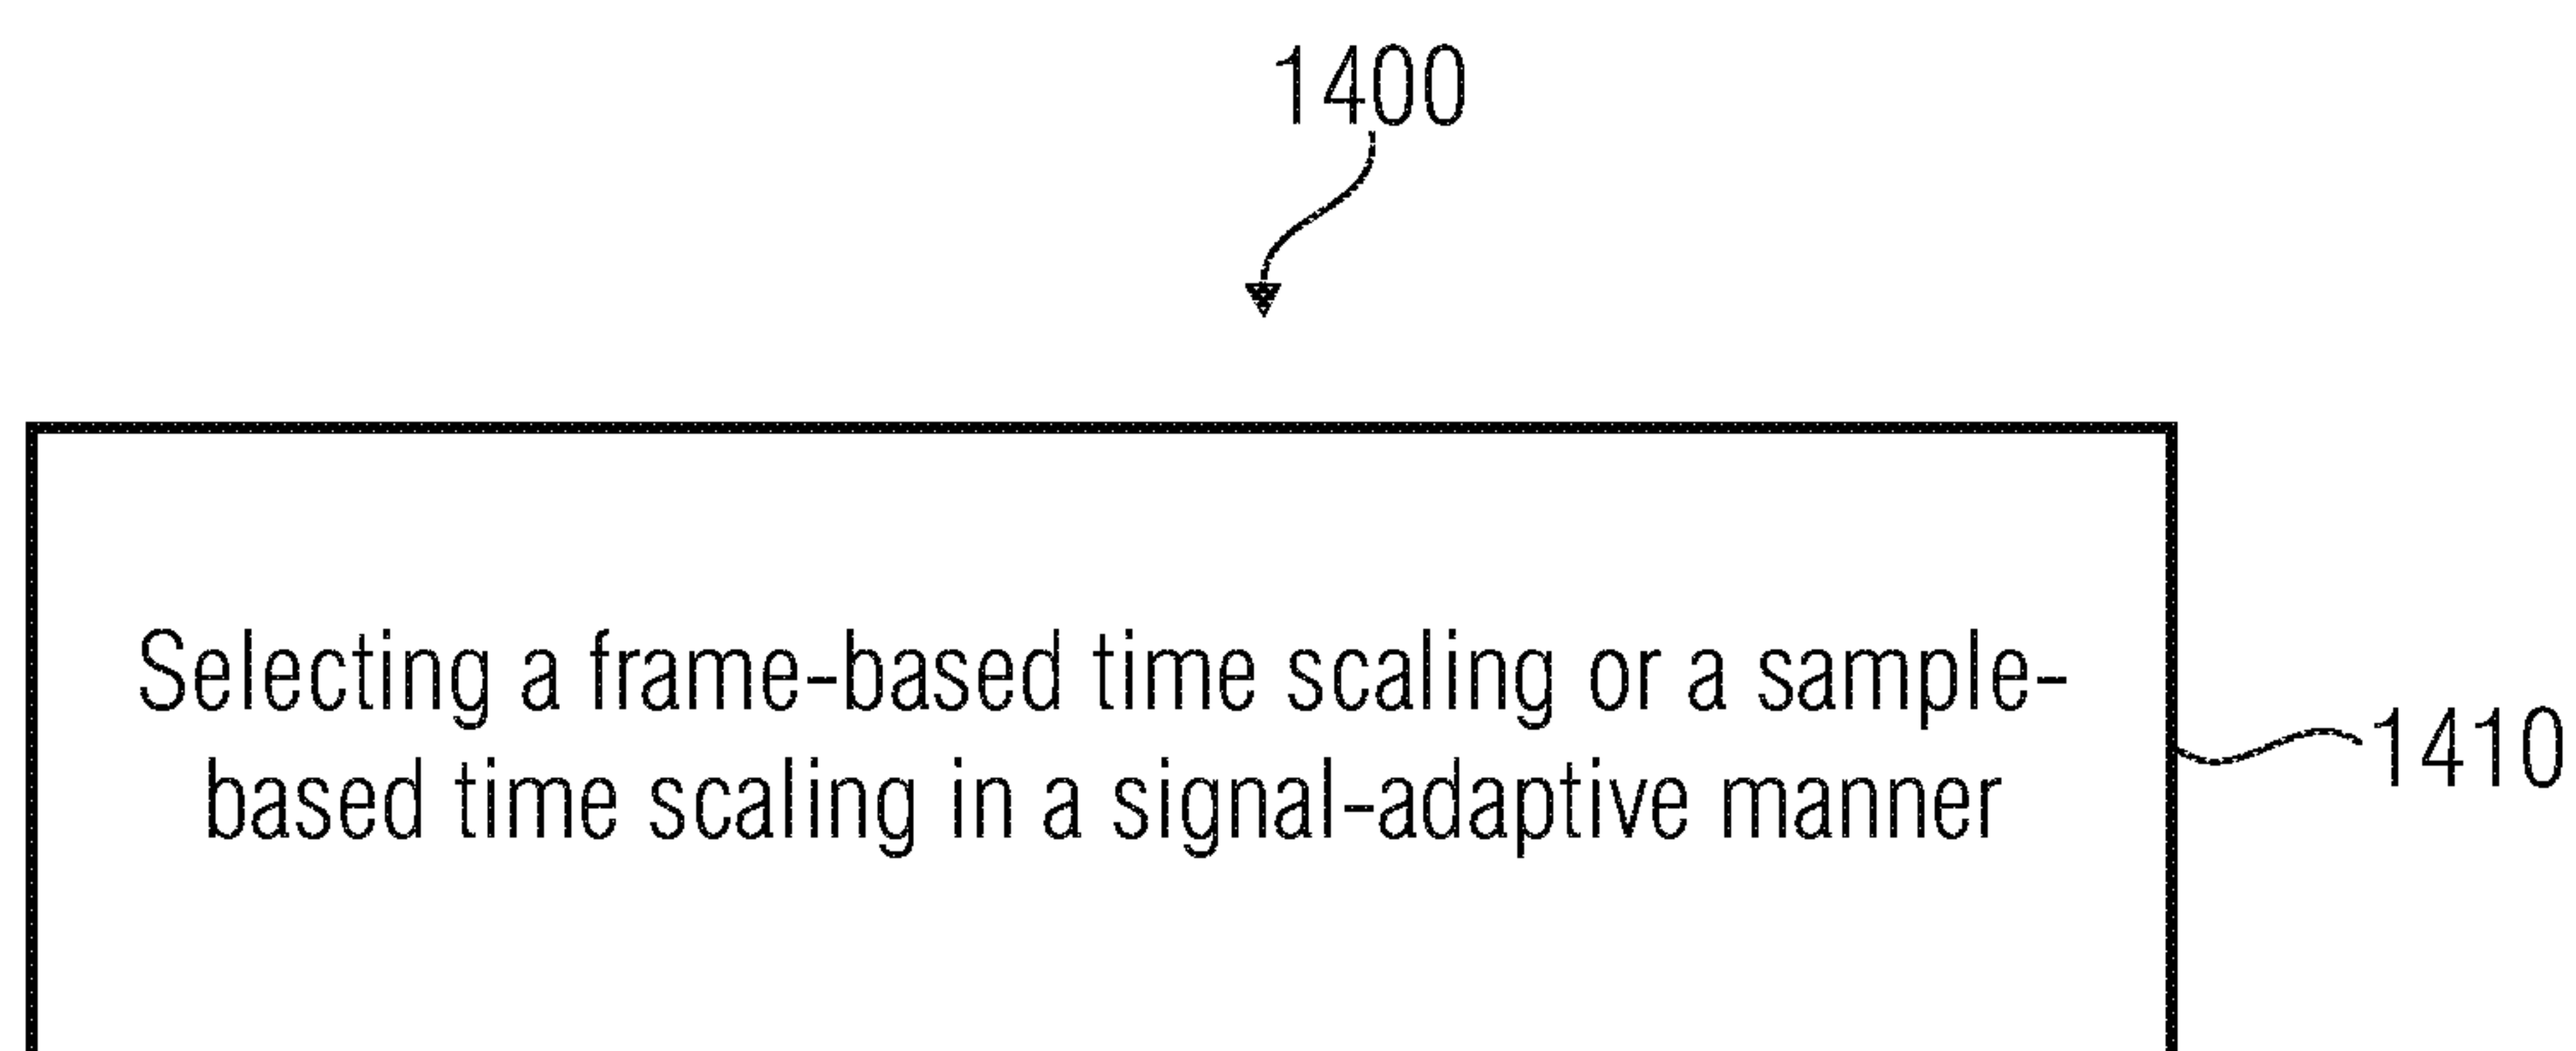 1400
Selecting a frame-based time scaling or a sample-
based time scaling in a signal-adaptive manner
1410